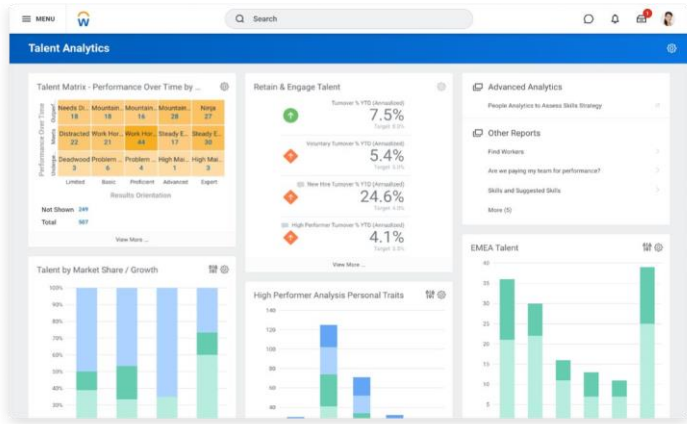 MENU
Search
1
Talent Analytics
Talent Matrix - Performance Over Time by ...
Performance Over Time
Needs Di... Mountain... Mountain... Mountain... Ninja
18 18 16 28 27
Meets
Distracted Work Hor... Work Hor... Steady E... Steady E...
22 21 44 17 30
Deadwood Problem ... Problem ... High Mai... High Mai...
3 6 4 1 3
Limited Basic Proficient Advanced Expert
Results Orientation
Not Shown 249
Total 507
View More ...
Retain & Engage Talent
Turnover % YTD (Annualized)
7.5%
Voluntary Turnover % YTD (Annualized)
5.4%
New Hire Turnover % YTD (Annualized)
24.6%
High Performer Turnover % YTD (Annualized)
4.1%
View More ...
Advanced Analytics
People Analytics to Assess Skills Strategy
Other Reports
Find Workers
Are we paying my team for performance?
Skills and Suggested Skills
More (5)
Talent by Market Share / Growth
100%
90%
70%
60%
50%
40%
30%
High Performer Analysis Personal Traits
140
120
100
80
60
40
EMEA Talent
40
35
30
25
20
15
10
5